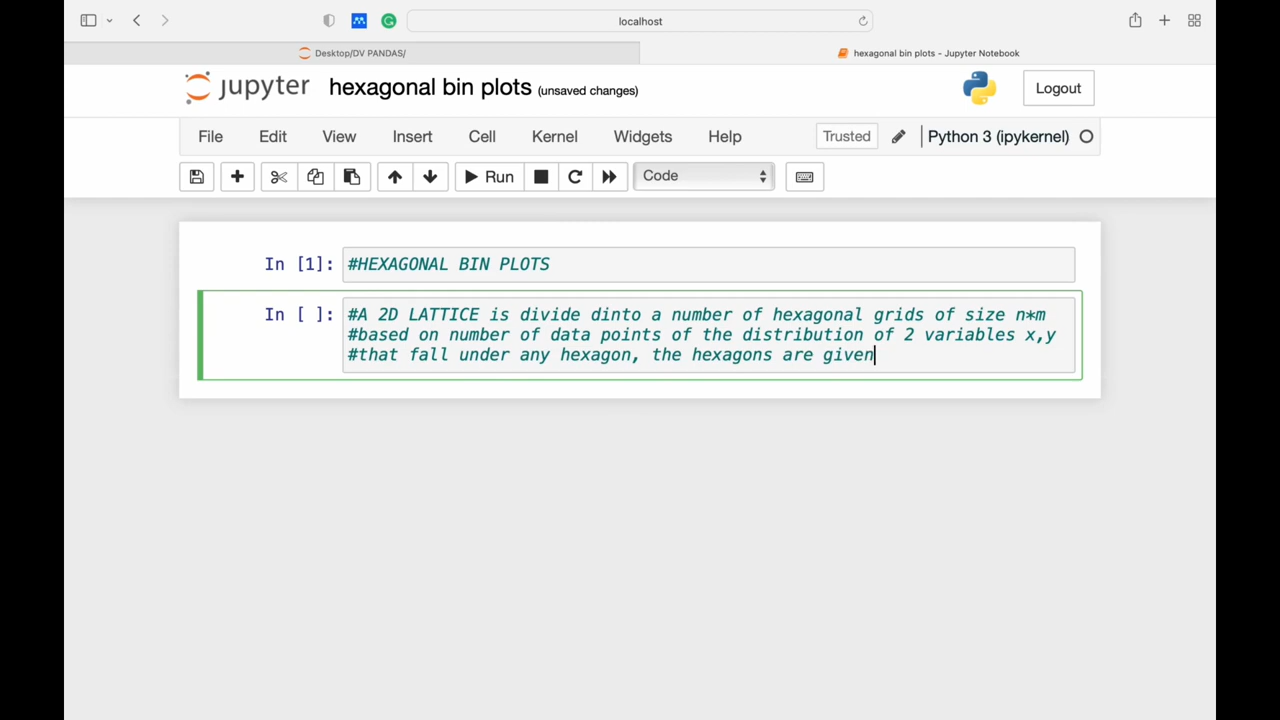 localhost
Desktop/DV PANDAS/
hexagonal bin plots - Jupyter Notebook
jupyter hexagonal bin plots (unsaved changes)
Logout
File Edit View Insert Cell Kernel Widgets Help
Trusted
Python 3 (ipykernel)
Run
Code
In [1]: #HEXAGONAL BIN PLOTS
In [ ]: #A 2D LATTICE is divide dinto a number of hexagonal grids of size n*m
#based on number of data points of the distribution of 2 variables x,y
#that fall under any hexagon, the hexagons are given